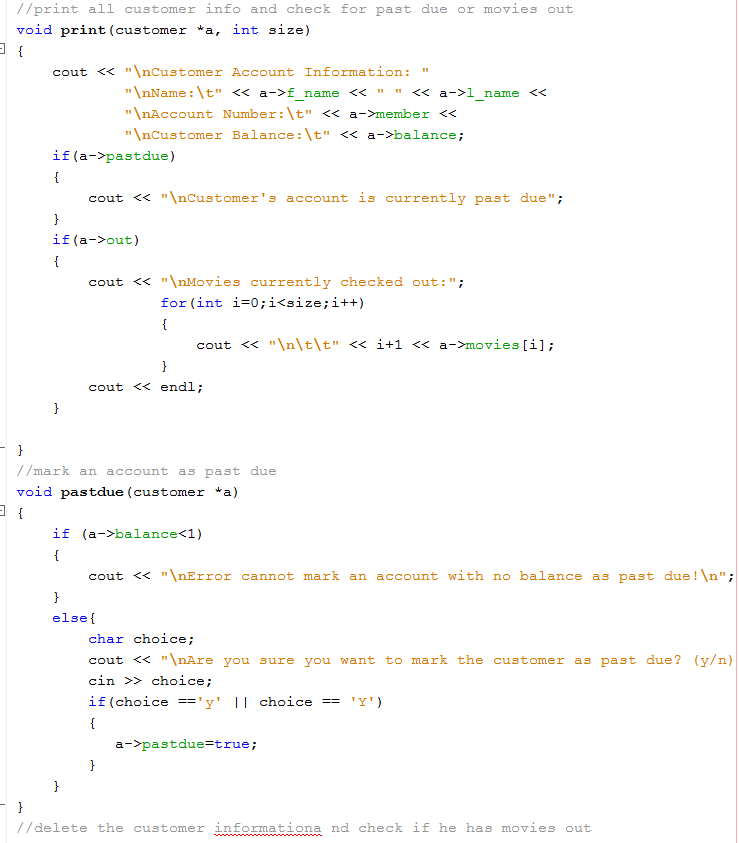 //print all customer info and check for past due or movies out
void print(customer *a, int size)
{
    cout << "\nCustomer Account Information: "
            "\nName:\t" << a->f_name << " " << a->l_name <<
            "\nAccount Number:\t" << a->member <<
            "\nCustomer Balance:\t" << a->balance;
    if(a->pastdue)
    {
        cout << "\nCustomer's account is currently past due";
    }
    if(a->out)
    {
        cout << "\nMovies currently checked out:";
                for(int i=0;i<size;i++)
                {
                    cout << "\n\t\t" << i+1 << a->movies[i];
                }
        cout << endl;
    }

}
//mark an account as past due
void pastdue(customer *a)
{
    if (a->balance<1)
    {
        cout << "\nError cannot mark an account with no balance as past due!\n";
    }
    else{
        char choice;
        cout << "\nAre you sure you want to mark the customer as past due? (y/n)
        cin >> choice;
        if(choice =='y' || choice == 'Y')
        {
           a->pastdue=true;
        }
    }
}
//delete the customer informationa nd check if he has movies out